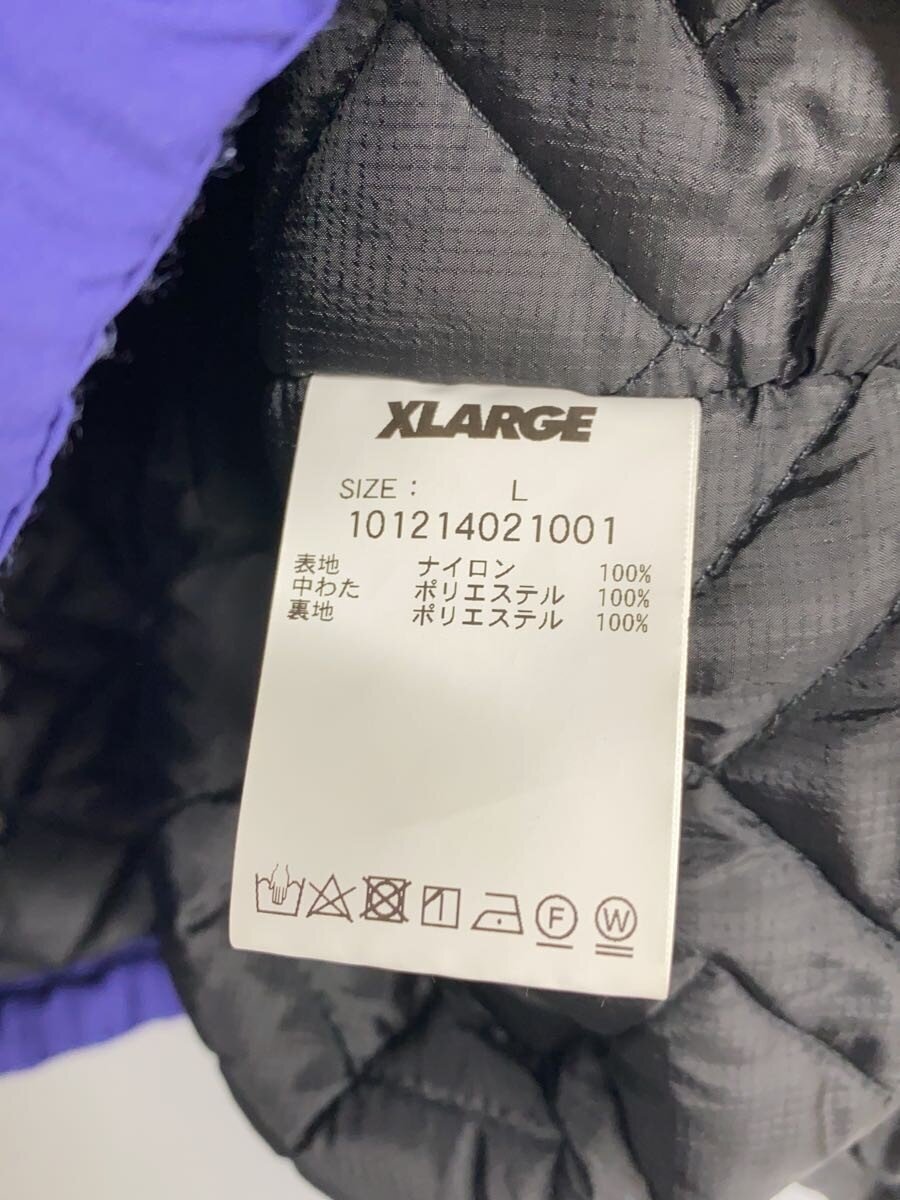 XLARGE
SIZE : L
101214021001
表地 ナイロン 100%
中わた ポリエステル 100%
裏地 ポリエステル 100%
F W